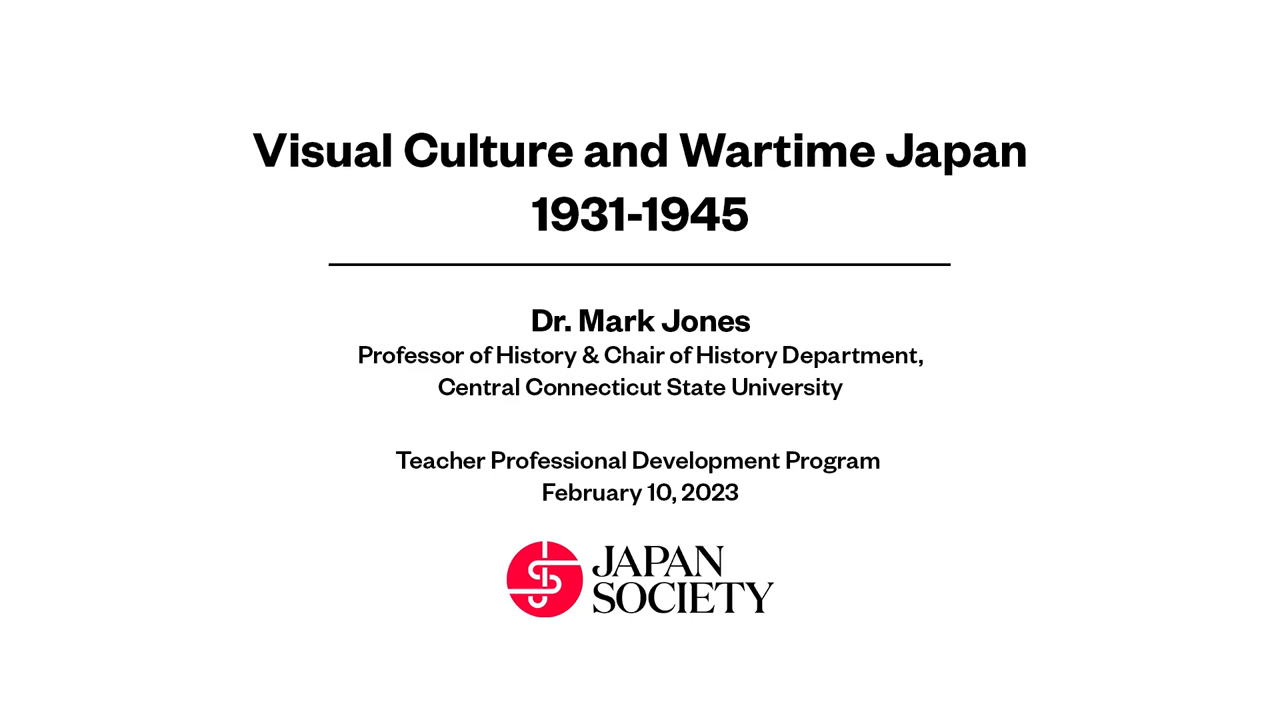 Visual Culture and Wartime Japan
1931-1945
Dr. Mark Jones
Professor of History & Chair of History Department,
Central Connecticut State University
Teacher Professional Development Program
February 10, 2023
JAPAN
SOCIETY